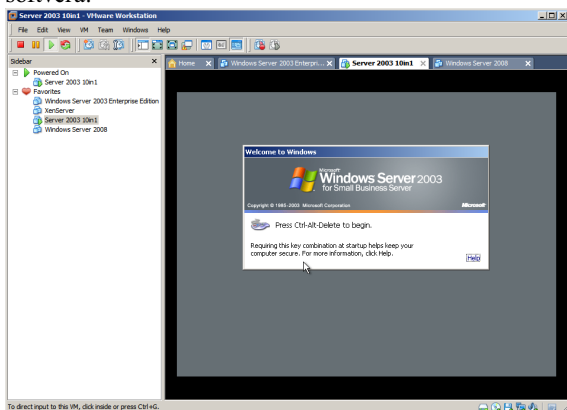 softvera.
Server 2003 10in1 - VMware Workstation
File Edit View VM Team Windows Help
Sidebar
Home
Windows Server 2003 Enterpri...
Server 2003 10in1
Windows Server 2008
Powered On
Server 2003 10in1
Favorites
Windows Server 2003 Enterprise Edition
XenServer
Server 2003 10in1
Windows Server 2008
Welcome to Windows
Microsoft
Windows Server 2003
for Small Business Server
Copyright © 1985-2003 Microsoft Corporation
Microsoft
Press Ctrl-Alt-Delete to begin.
Requiring this key combination at startup helps keep your
computer secure. For more information, click Help.
Help
To direct input to this VM, click inside or press Ctrl+G.